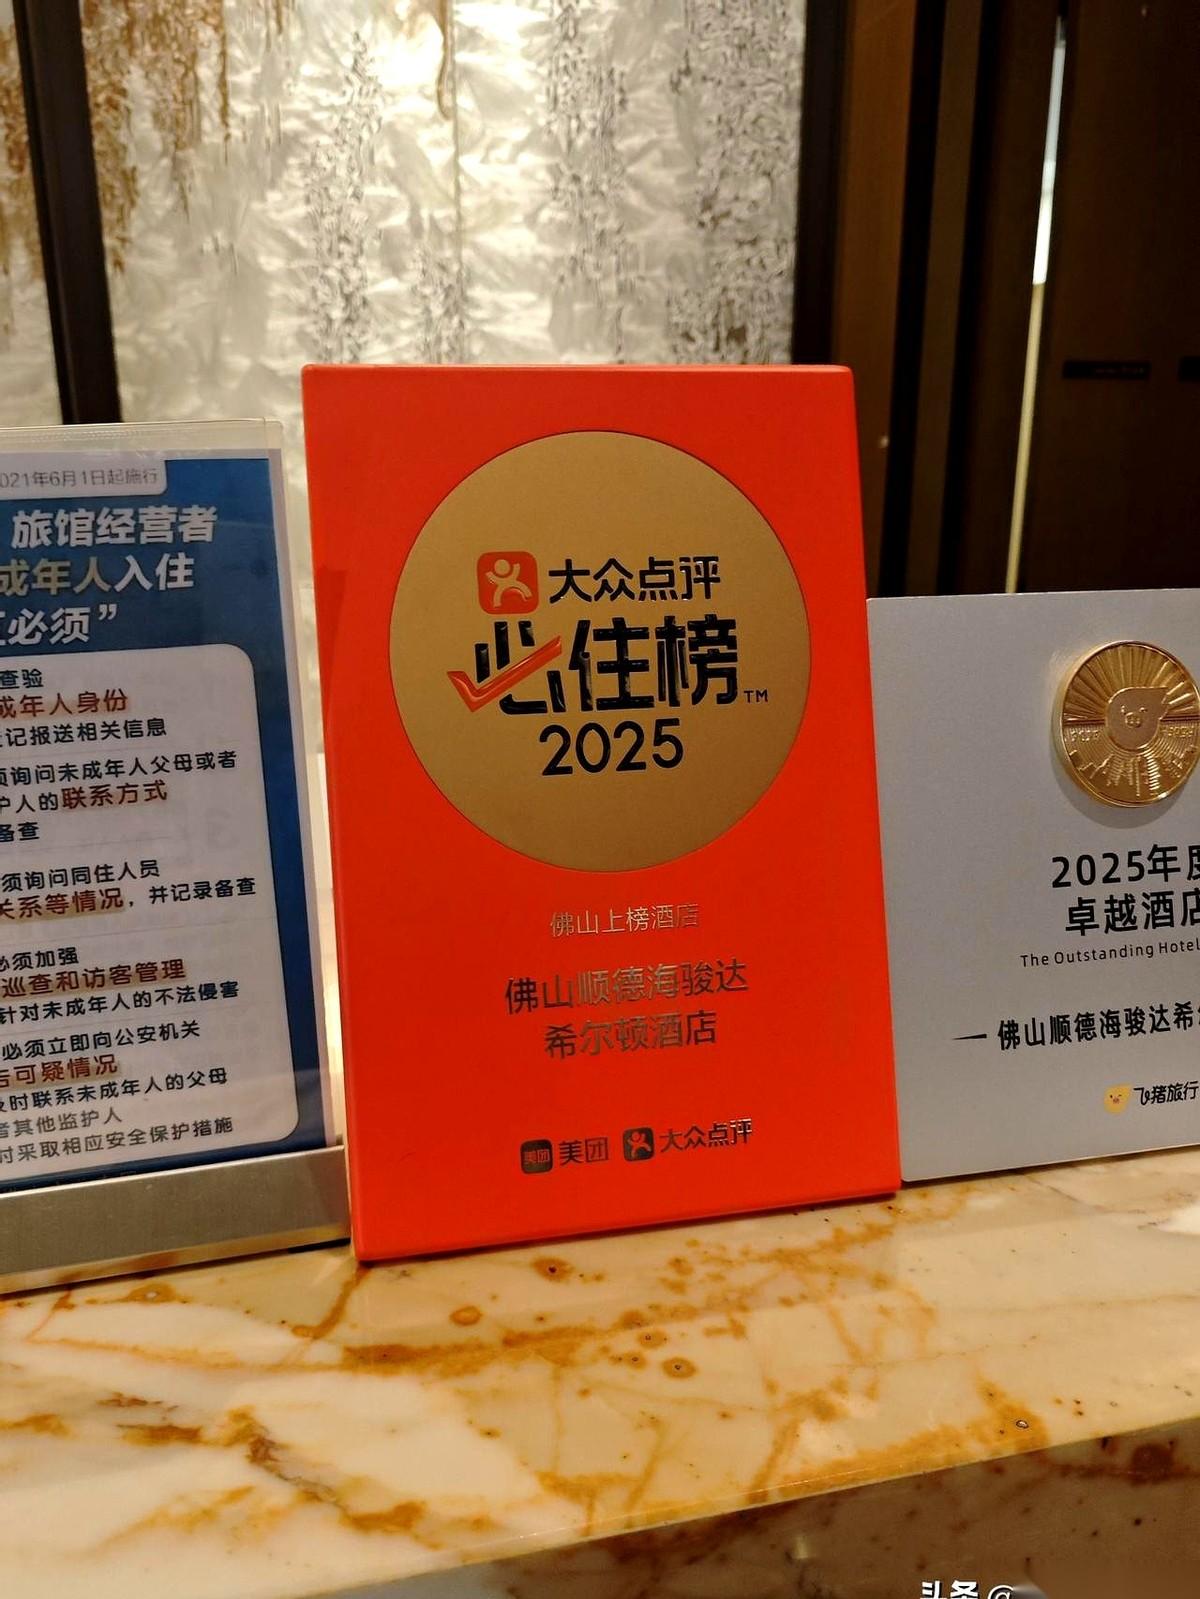 021年6月1日起施行
旅馆经营者
成年人入住
必须”
查验
成年人身份
记报送相关信息
须询问未成年人父母或者
护人的联系方式
备查
须询问同住人员
关系等情况，并记录备查
必须加强
巡查和访客管理
针对未成年人的不法侵害
必须立即向公安机关
告可疑情况
及时联系未成年人的父母
者其他监护人
时采取相应安全保护措施
大众点评
必住榜™
2025
佛山上榜酒店
佛山顺德海骏达
希尔顿酒店
美团 美团 大众点评
2025年度
卓越酒店
The Outstanding Hotel
佛山顺德海骏达希
飞猪旅行
头条@